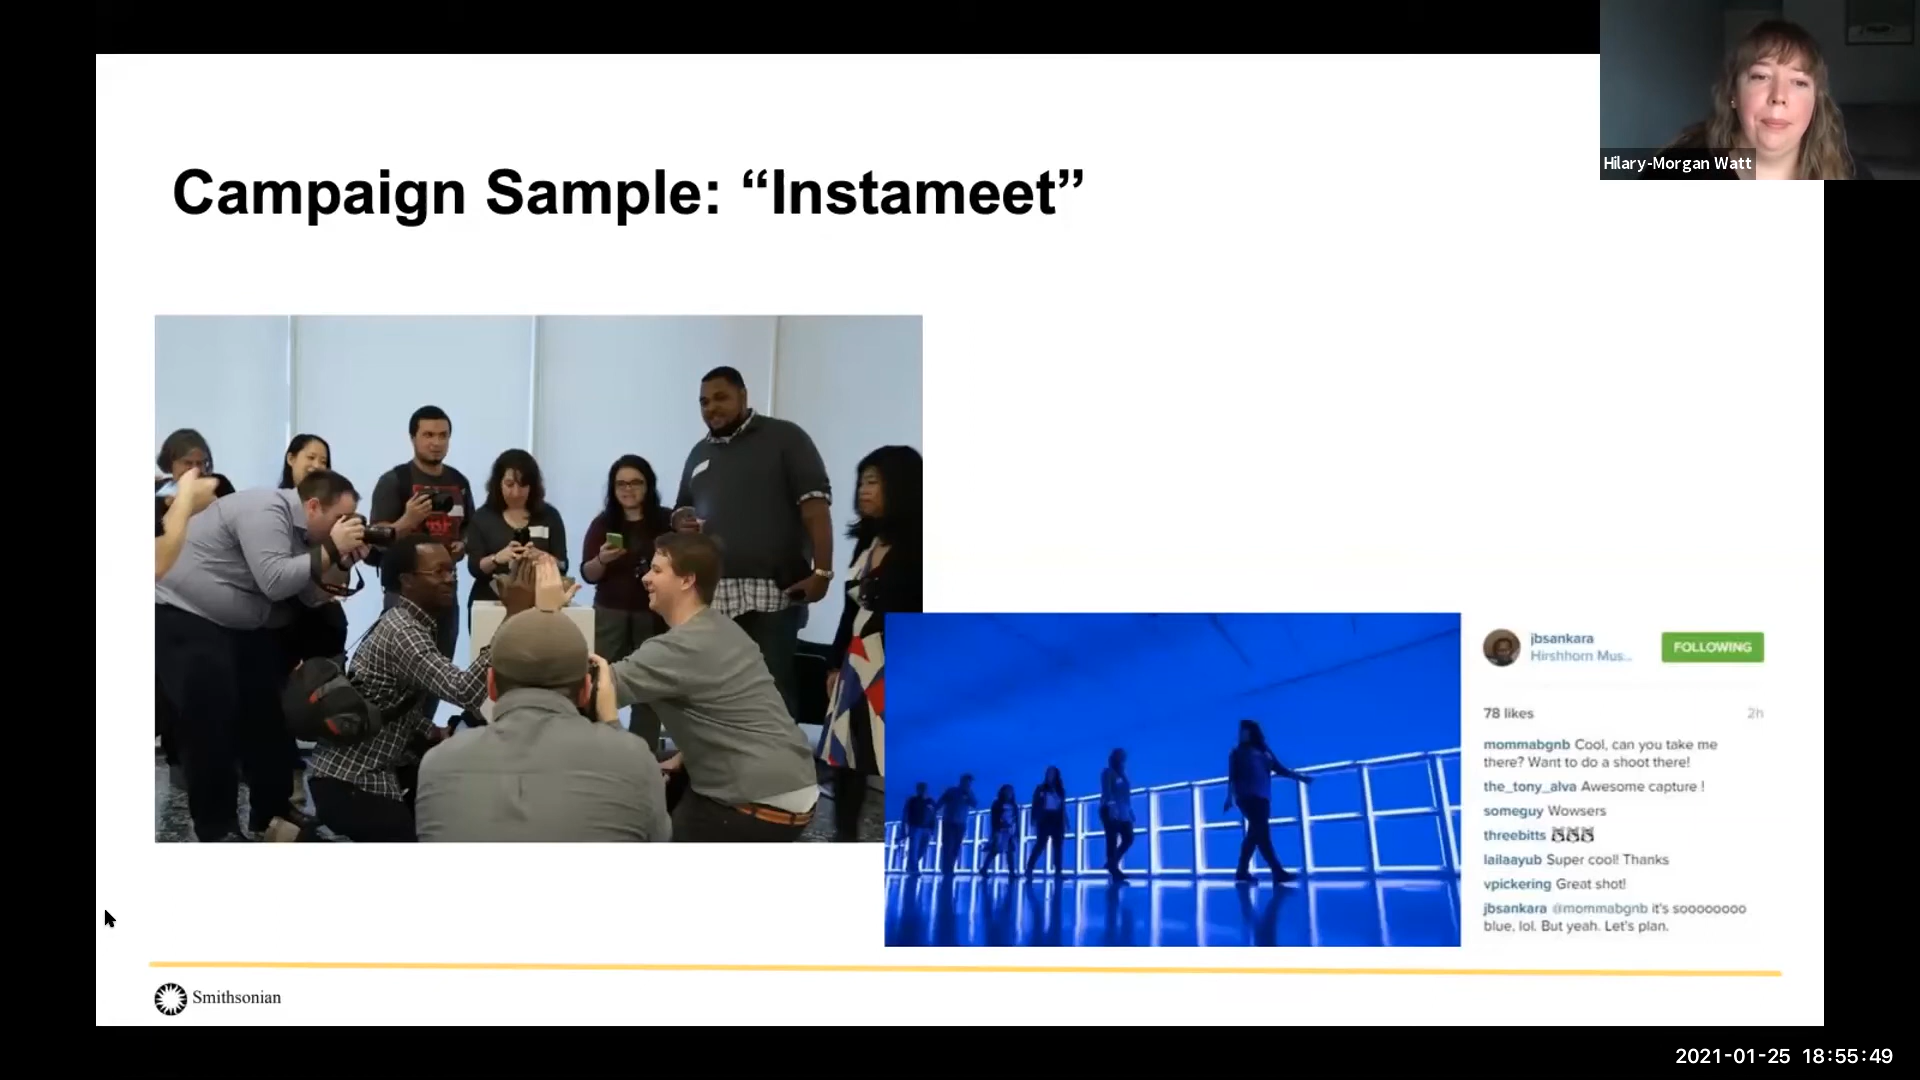 Hilary-Morgan Watt
Campaign Sample: “Instameet”
jbsankara
Hirshhorn Mus...
FOLLOWING
78 likes
2h
mommabgnb Cool, can you take me
there? Want to do a shoot there!
the_tony_alva Awesome capture !
someguy Wowsers
threebitts
lailaayub Super cool! Thanks
vpickering Great shot!
jbsankara @mommabgnb it's soooooooo
blue, lol. But yeah. Let's plan.
Smithsonian
2021-01-25 18:55:49